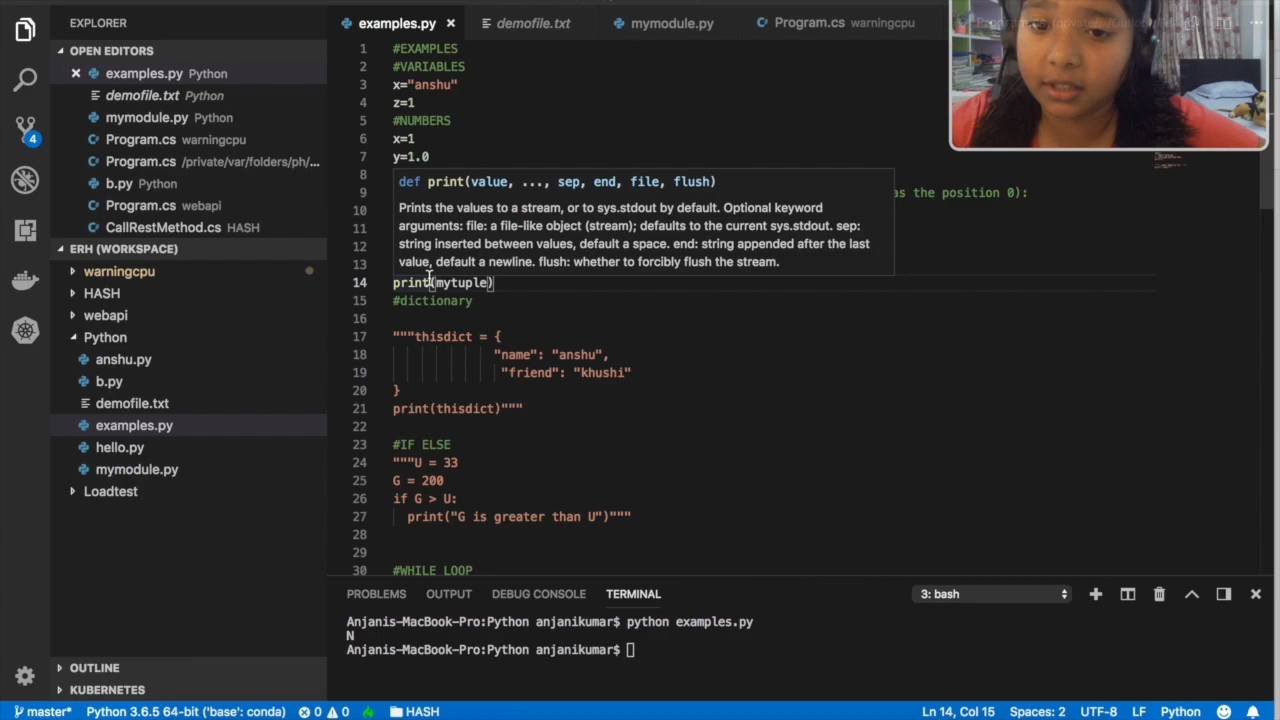 EXPLORER
OPEN EDITORS
examples.py Python
demofile.txt Python
mymodule.py Python
Program.cs warningcpu
Program.cs /private/var/folders/ph/...
b.py Python
Program.cs webapi
CallRestMethod.cs HASH
ERH (WORKSPACE)
warningcpu
HASH
webapi
Python
anshu.py
b.py
demofile.txt
examples.py
hello.py
mymodule.py
Loadtest
OUTLINE
KUBERNETES
4
examples.py
demofile.txt
mymodule.py
Program.cs warningcpu
1 #EXAMPLES
2 #VARIABLES
3 x="anshu"
4 z=1
5 #NUMBERS
6 x=1
7 y=1.0
8
9 as the position 0):
10
11
12
13
def print(value, ..., sep, end, file, flush)
Prints the values to a stream, or to sys.stdout by default. Optional keyword
arguments: file: a file-like object (stream); defaults to the current sys.stdout. sep:
string inserted between values, default a space. end: string appended after the last
value, default a newline. flush: whether to forcibly flush the stream.
14 print(mytuple)
15 #dictionary
16
17 """thisdict = {
18 "name": "anshu",
19 "friend": "khushi"
20 }
21 print(thisdict)"""
22
23 #IF ELSE
24 """U = 33
25 G = 200
26 if G > U:
27 print("G is greater than U")"""
28
29
30 #WHILE LOOP
PROBLEMS OUTPUT DEBUG CONSOLE TERMINAL 3: bash
Anjanis-MacBook-Pro:Python anjanikumar$ python examples.py
N
Anjanis-MacBook-Pro:Python anjanikumar$
master* Python 3.6.5 64-bit ('base': conda) 0 0 HASH Ln 14, Col 15 Spaces: 2 UTF-8 LF Python